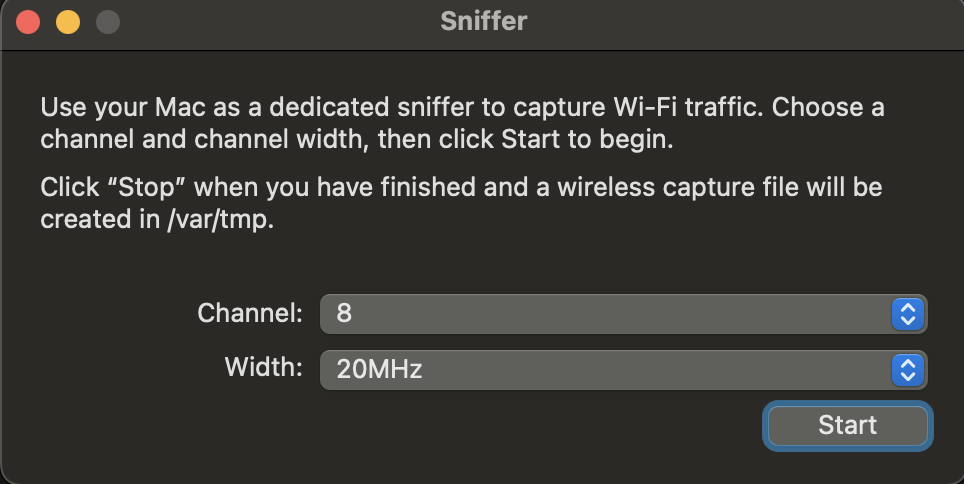 Sniffer
Use your Mac as a dedicated sniffer to capture Wi-Fi traffic. Choose a
channel and channel width, then click Start to begin.
Click “Stop” when you have finished and a wireless capture file will be
created in /var/tmp.
Channel: 8
Width: 20MHz
Start